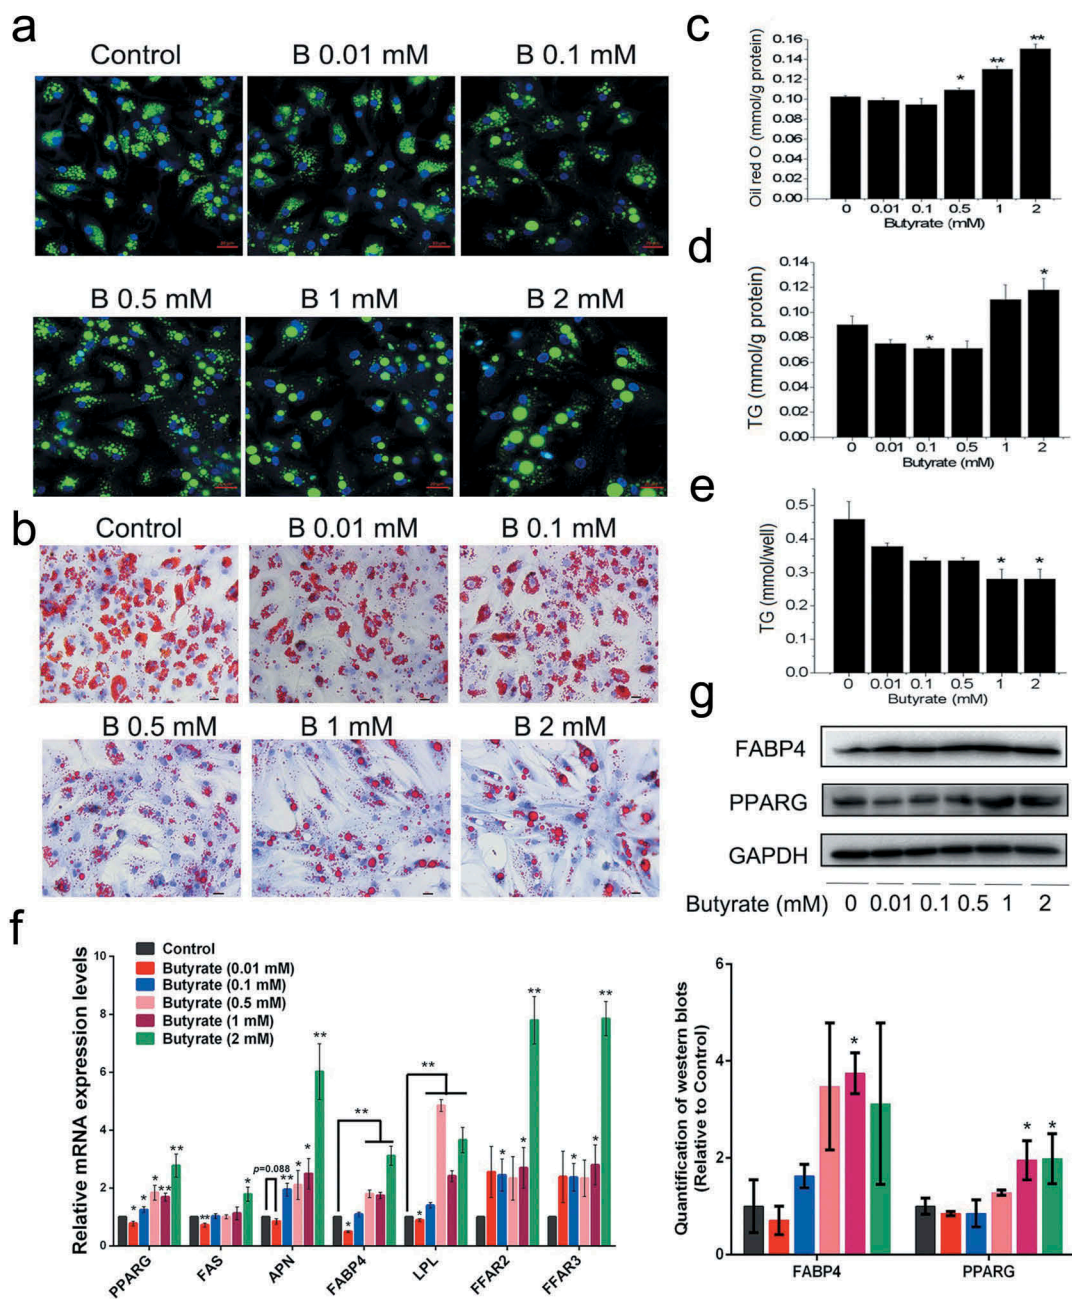 a
Control
B 0.01 mM
B 0.1 mM
B 0.5 mM
B 1 mM
B 2 mM
b
Control
B 0.01 mM
B 0.1 mM
B 0.5 mM
B 1 mM
B 2 mM
c
Oil red O (mmol/g protein)
0.16
0.14
0.12
0.10
0.08
0.06
0.04
0.02
0.00
* ** **
0 0.01 0.1 0.5 1 2
Butyrate (mM)
d
TG (mmol/g protein)
0.14
0.12
0.10
0.08
0.06
0.04
0.02
0.00
* *
0 0.01 0.1 0.5 1 2
Butyrate (mM)
e
TG (mmol/well)
0.5
0.4
0.3
0.2
0.1
0.0
* *
0 0.01 0.1 0.5 1 2
Butyrate (mM)
g
FABP4
PPARG
GAPDH
Butyrate (mM) 0 0.01 0.1 0.5 1 2
Quantification of western blots
(Relative to Control)
6
4
2
0
* * *
FABP4 PPARG
f
Relative mRNA expression levels
10
8
6
4
2
0
Control
Butyrate (0.01 mM)
Butyrate (0.1 mM)
Butyrate (0.5 mM)
Butyrate (1 mM)
Butyrate (2 mM)
* * * ** **
** *
p=0.088
** * * **
* **
* **
* * **
* * **
PPARG FAS APN FABP4 LPL FFAR2 FFAR3